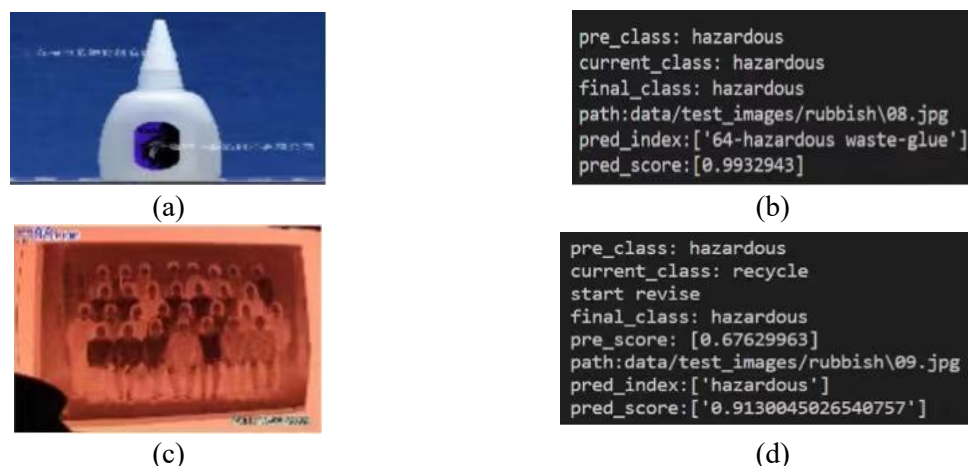 pre_class: hazardous
current_class: hazardous
final_class: hazardous
path:data/test_images/rubbish\08.jpg
pred_index:['64-hazardous waste-glue']
pred_score:[0.9932943]
(a)
(b)
pre_class: hazardous
current_class: recycle
start revise
final_class: hazardous
pre_score: [0.67629963]
path:data/test_images/rubbish\09.jpg
pred_index:['hazardous']
pred_score:['0.9130045026540757']
(c)
(d)